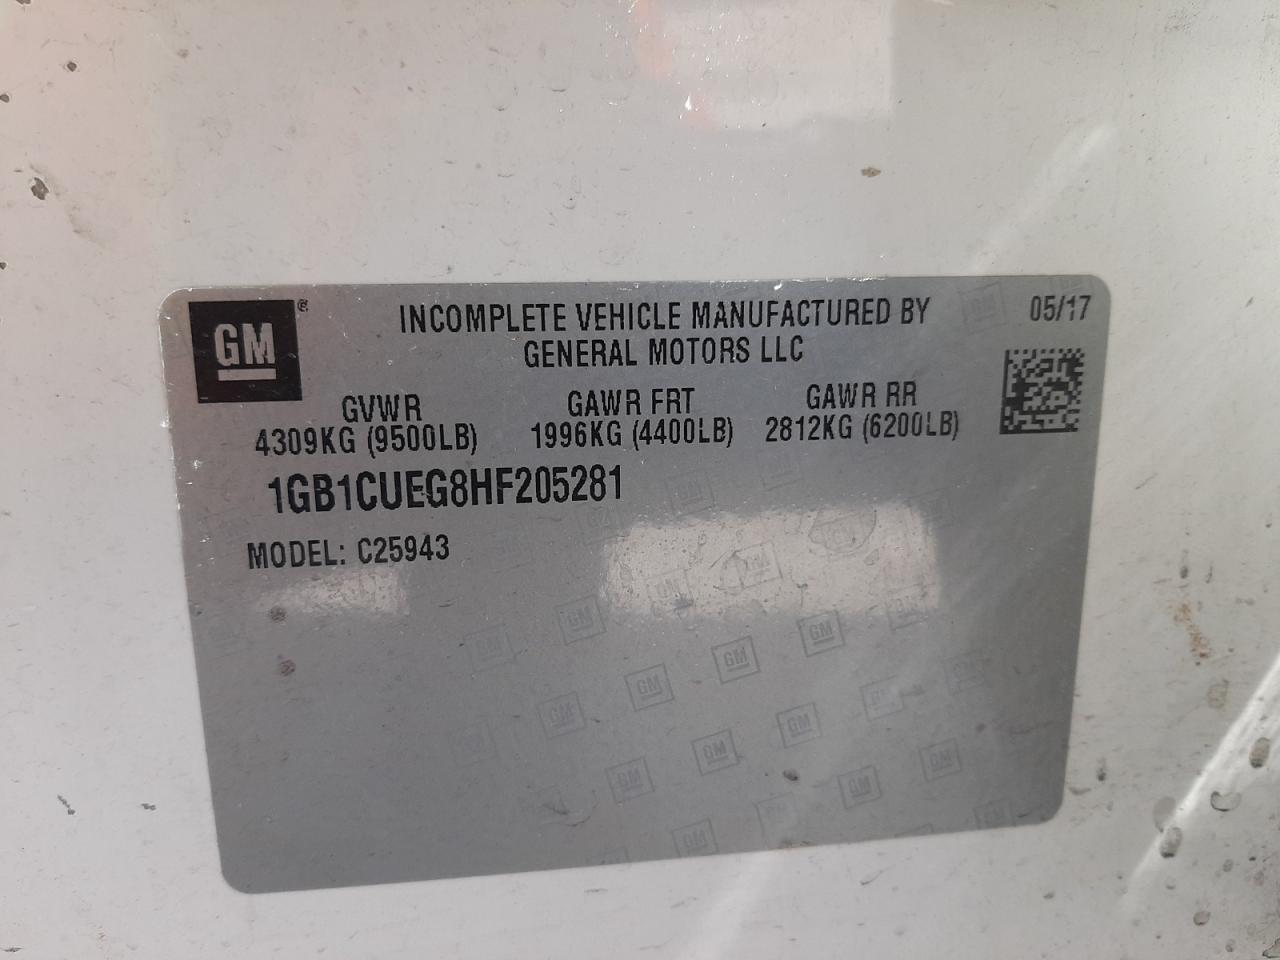 GM
INCOMPLETE VEHICLE MANUFACTURED BY
05/17
GENERAL MOTORS LLC
GVWR
GAWR FRT
GAWR RR
4309KG (9500LB)
1996KG (4400LB)
2812KG (6200LB)
1GB1CUEG8HF205281
MODEL: C25943